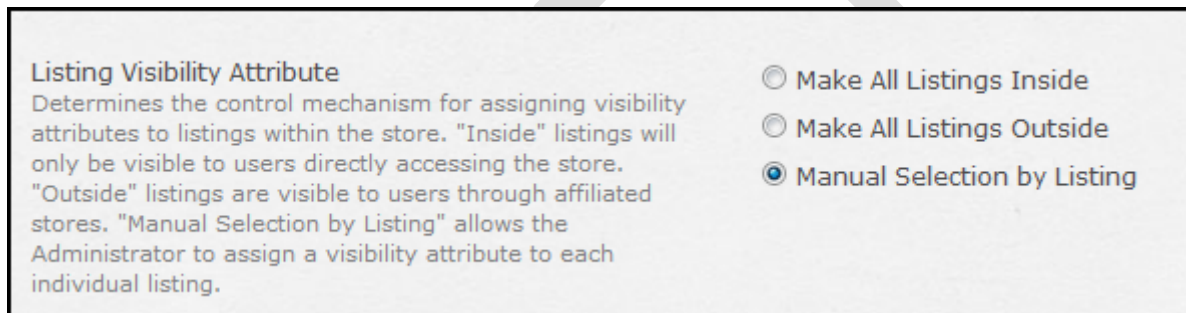 Listing Visibility Attribute
Determines the control mechanism for assigning visibility
attributes to listings within the store. "Inside" listings will
only be visible to users directly accessing the store.
"Outside" listings are visible to users through affiliated
stores. "Manual Selection by Listing" allows the
Administrator to assign a visibility attribute to each
individual listing.
Make All Listings Inside
Make All Listings Outside
Manual Selection by Listing